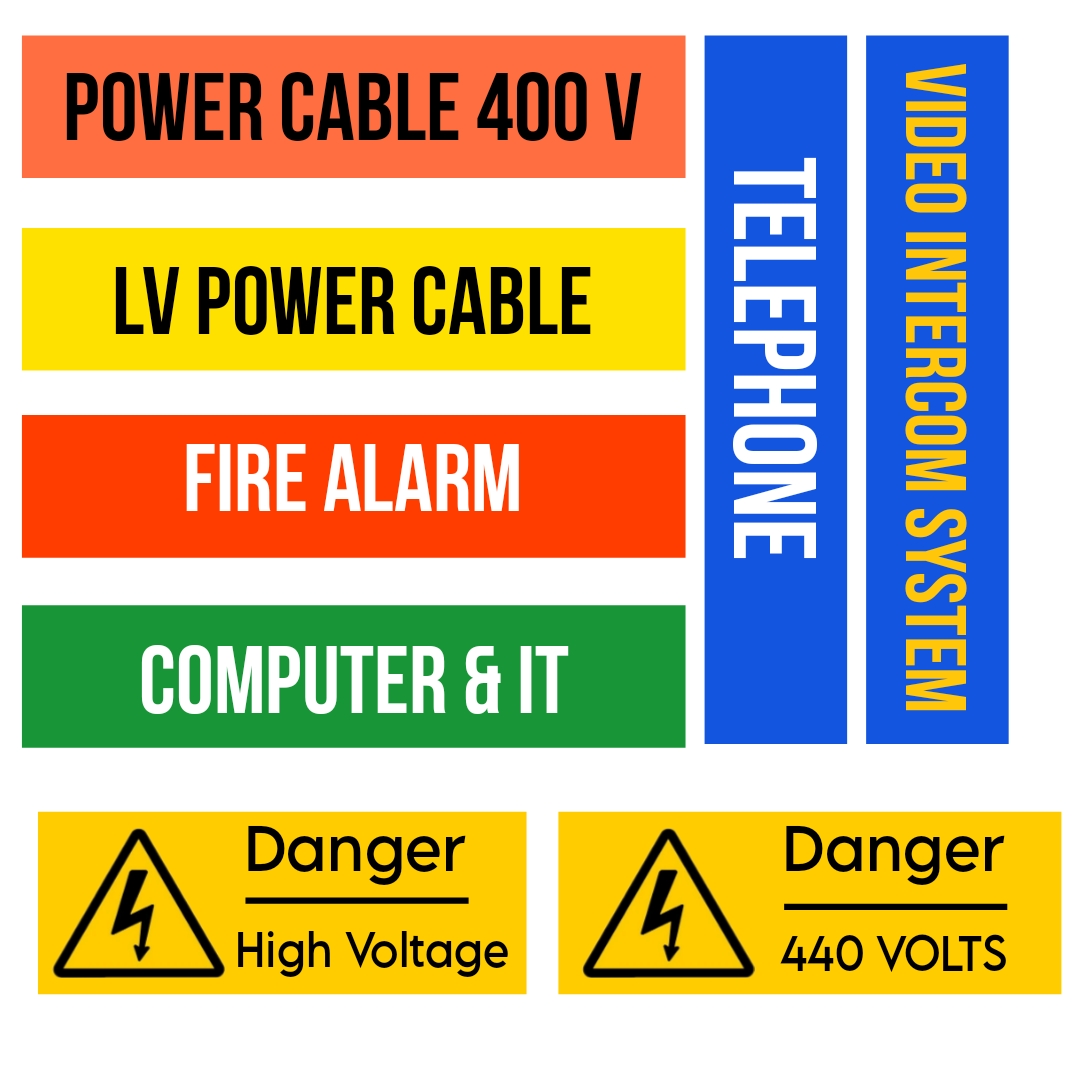 POWER CABLE 400 V
LV POWER CABLE
FIRE ALARM
COMPUTER & IT
TELEPHONE
VIDEO INTERCOM SYSTEM
Danger
High Voltage
Danger
440 VOLTS